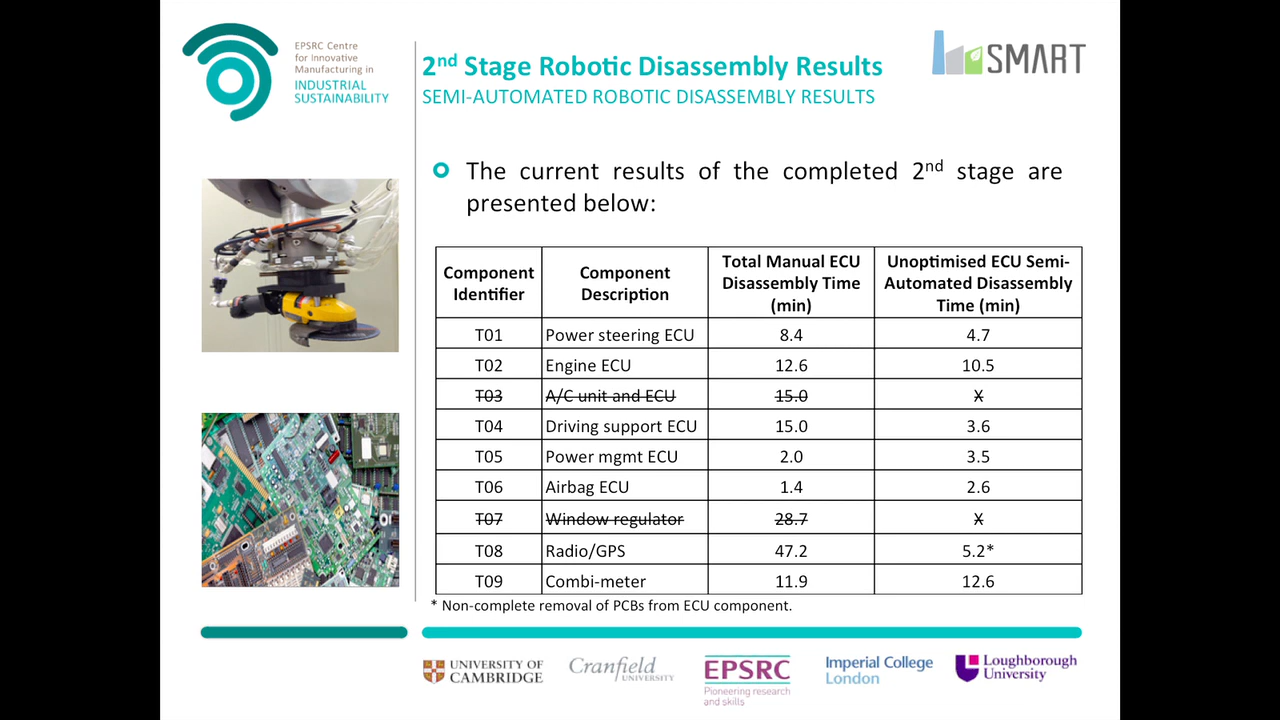 EPSRC Centre
for Innovative
Manufacturing in
INDUSTRIAL
SUSTAINABILITY
2nd Stage Robotic Disassembly Results
SEMI-AUTOMATED ROBOTIC DISASSEMBLY RESULTS
SMART
The current results of the completed 2nd stage are
presented below:
Component Identifier | Component Description | Total Manual ECU Disassembly Time (min) | Unoptimised ECU Semi-Automated Disassembly Time (min)
T01 | Power steering ECU | 8.4 | 4.7
T02 | Engine ECU | 12.6 | 10.5
T03 | A/C unit and ECU | 15.0 | X
T04 | Driving support ECU | 15.0 | 3.6
T05 | Power mgmt ECU | 2.0 | 3.5
T06 | Airbag ECU | 1.4 | 2.6
T07 | Window regulator | 28.7 | X
T08 | Radio/GPS | 47.2 | 5.2*
T09 | Combi-meter | 11.9 | 12.6
* Non-complete removal of PCBs from ECU component.
UNIVERSITY OF
CAMBRIDGE
Cranfield
UNIVERSITY
EPSRC
Pioneering research
and skills
Imperial College
London
Loughborough
University